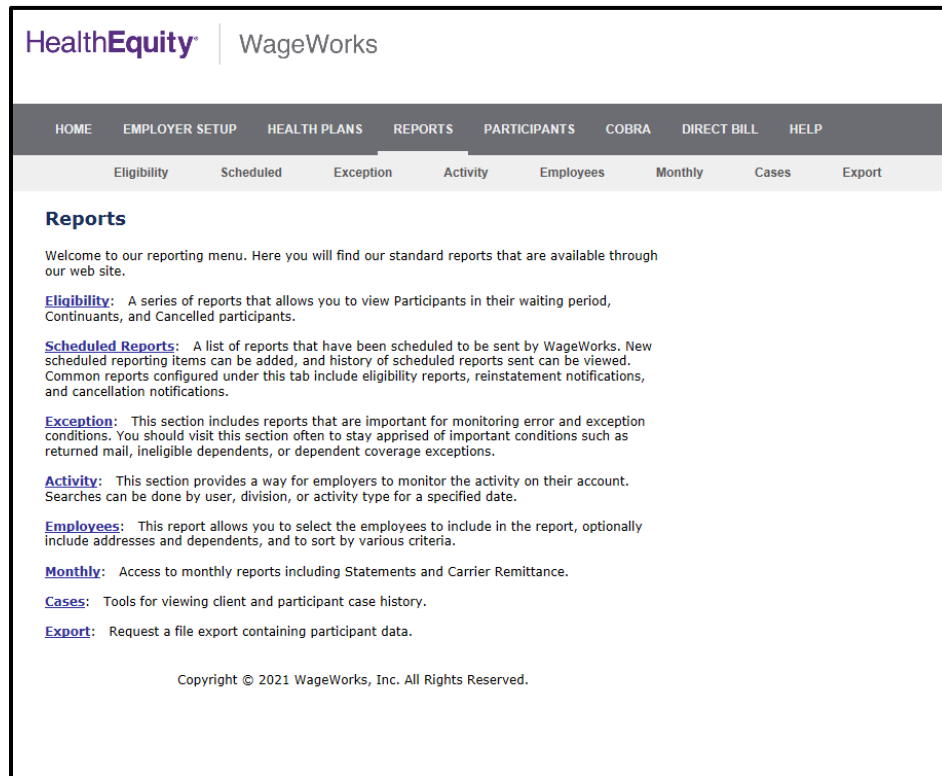 HealthEquity® WageWorks
HOME EMPLOYER SETUP HEALTH PLANS REPORTS PARTICIPANTS COBRA DIRECT BILL HELP
Eligibility Scheduled Exception Activity Employees Monthly Cases Export
Reports
Welcome to our reporting menu. Here you will find our standard reports that are available through
our web site.
Eligibility: A series of reports that allows you to view Participants in their waiting period,
Continuants, and Cancelled participants.
Scheduled Reports: A list of reports that have been scheduled to be sent by WageWorks. New
scheduled reporting items can be added, and history of scheduled reports sent can be viewed.
Common reports configured under this tab include eligibility reports, reinstatement notifications,
and cancellation notifications.
Exception: This section includes reports that are important for monitoring error and exception
conditions. You should visit this section often to stay apprised of important conditions such as
returned mail, ineligible dependents, or dependent coverage exceptions.
Activity: This section provides a way for employers to monitor the activity on their account.
Searches can be done by user, division, or activity type for a specified date.
Employees: This report allows you to select the employees to include in the report, optionally
include addresses and dependents, and to sort by various criteria.
Monthly: Access to monthly reports including Statements and Carrier Remittance.
Cases: Tools for viewing client and participant case history.
Export: Request a file export containing participant data.
Copyright © 2021 WageWorks, Inc. All Rights Reserved.